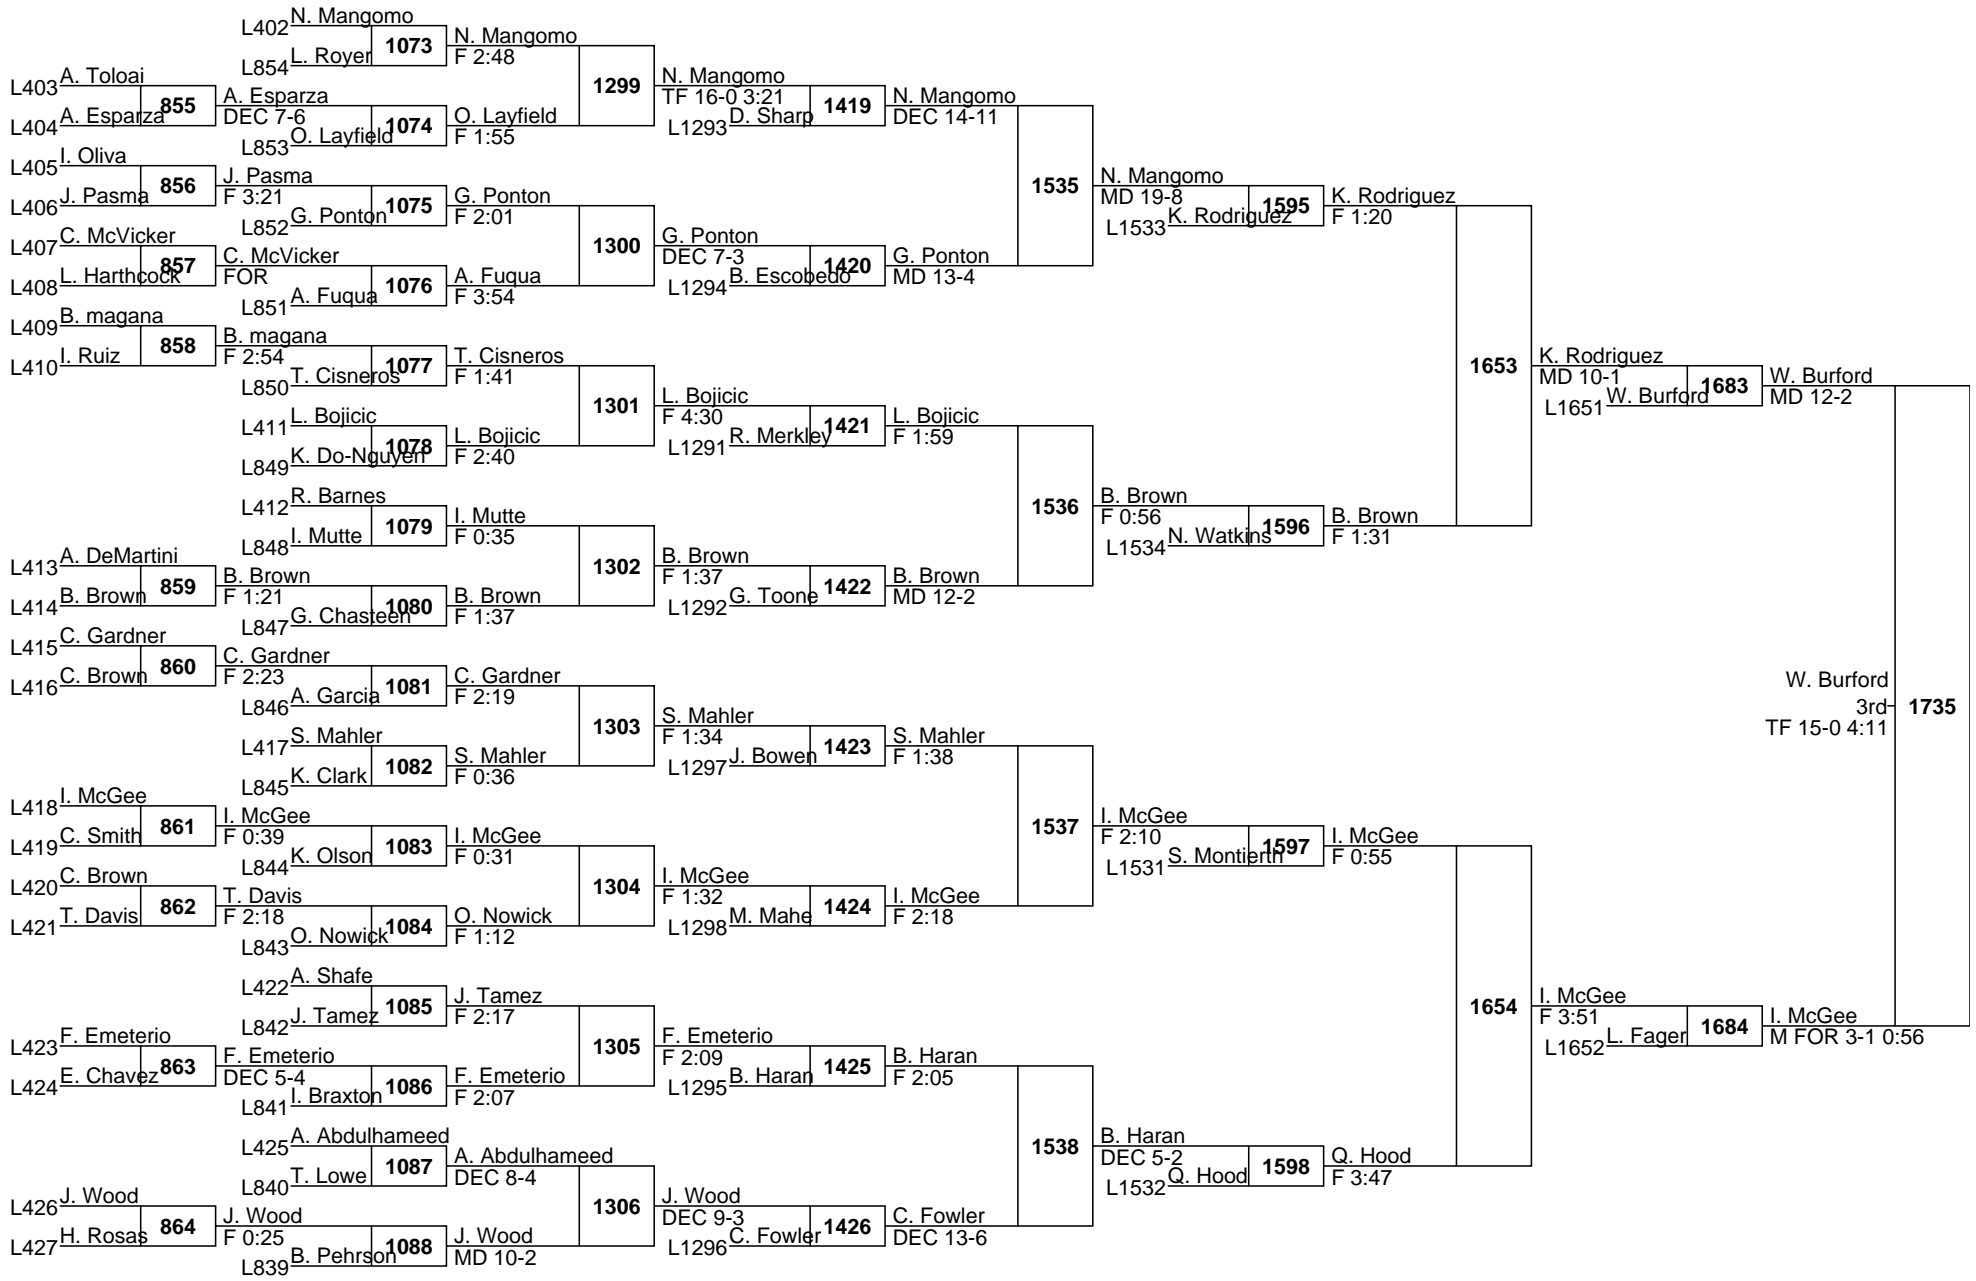 N. Mangomo
L402
1073
N. Mangomo
L. Royer
F 2:48
L854
A. Toloai
1299
N. Mangomo
L403
TF 16-0 3:21
855
A. Esparza
1419
N. Mangomo
A. Esparza
DEC 7-6
D. Sharp
DEC 14-11
L404
1074
O. Layfield
L1293
O. Layfield
F 1:55
L853
I. Oliva
L405
856
J. Pasma
1535
N. Mangomo
J. Pasma
F 3:21
MD 19-8
L406
1075
G. Ponton
1595
K. Rodriguez
G. Ponton
F 2:01
K. Rodriguez
F 1:20
L852
L1533
C. McVicker
1300
G. Ponton
L407
DEC 7-3
857
C. McVicker
1420
G. Ponton
L. Harthcock
FOR
B. Escobedo
MD 13-4
L408
1076
A. Fuqua
L1294
A. Fuqua
F 3:54
L851
B. magana
L409
858
B. magana
I. Ruiz
F 2:54
L410
1077
T. Cisneros
1653
K. Rodriguez
T. Cisneros
F 1:41
MD 10-1
L850
1683
W. Burford
W. Burford
MD 12-2
L1651
1301
L. Bojicic
L. Bojicic
F 4:30
L411
1421
L. Bojicic
1078
L. Bojicic
R. Merkley
F 1:59
K. Do-Nguyen
F 2:40
L1291
L849
R. Barnes
1536
B. Brown
L412
F 0:56
1079
I. Mutte
1596
B. Brown
I. Mutte
F 0:35
N. Watkins
F 1:31
L848
L1534
A. DeMartini
1302
B. Brown
L413
F 1:37
859
B. Brown
1422
B. Brown
B. Brown
F 1:21
G. Toone
MD 12-2
L414
1080
B. Brown
L1292
G. Chasteen
F 1:37
L847
C. Gardner
L415
860
C. Gardner
C. Brown
F 2:23
L416
1081
C. Gardner
A. Garcia
F 2:19
L846
W. Burford
3rd
1735
TF 15-0 4:11
1303
S. Mahler
S. Mahler
F 1:34
L417
1423
S. Mahler
1082
S. Mahler
J. Bowen
F 1:38
K. Clark
F 0:36
L1297
L845
I. McGee
L418
861
I. McGee
1537
I. McGee
C. Smith
F 0:39
F 2:10
L419
1083
I. McGee
1597
I. McGee
K. Olson
F 0:31
S. Montierth
F 0:55
L844
L1531
C. Brown
1304
I. McGee
L420
F 1:32
862
T. Davis
1424
I. McGee
T. Davis
F 2:18
M. Mahe
F 2:18
L421
1084
O. Nowick
L1298
O. Nowick
F 1:12
L843
A. Shafe
L422
1085
J. Tamez
1654
I. McGee
J. Tamez
F 2:17
F 3:51
L842
1684
I. McGee
L. Fager
M FOR 3-1 0:56
L1652
F. Emeterio
1305
F. Emeterio
L423
F 2:09
863
F. Emeterio
1425
B. Haran
E. Chavez
DEC 5-4
B. Haran
F 2:05
L424
1086
F. Emeterio
L1295
I. Braxton
F 2:07
L841
A. Abdulhameed
1538
B. Haran
L425
DEC 5-2
1087
A. Abdulhameed
1598
Q. Hood
T. Lowe
DEC 8-4
Q. Hood
F 3:47
L840
L1532
J. Wood
1306
J. Wood
L426
DEC 9-3
864
J. Wood
1426
C. Fowler
H. Rosas
F 0:25
C. Fowler
DEC 13-6
L427
1088
J. Wood
L1296
B. Pehrson
MD 10-2
L839